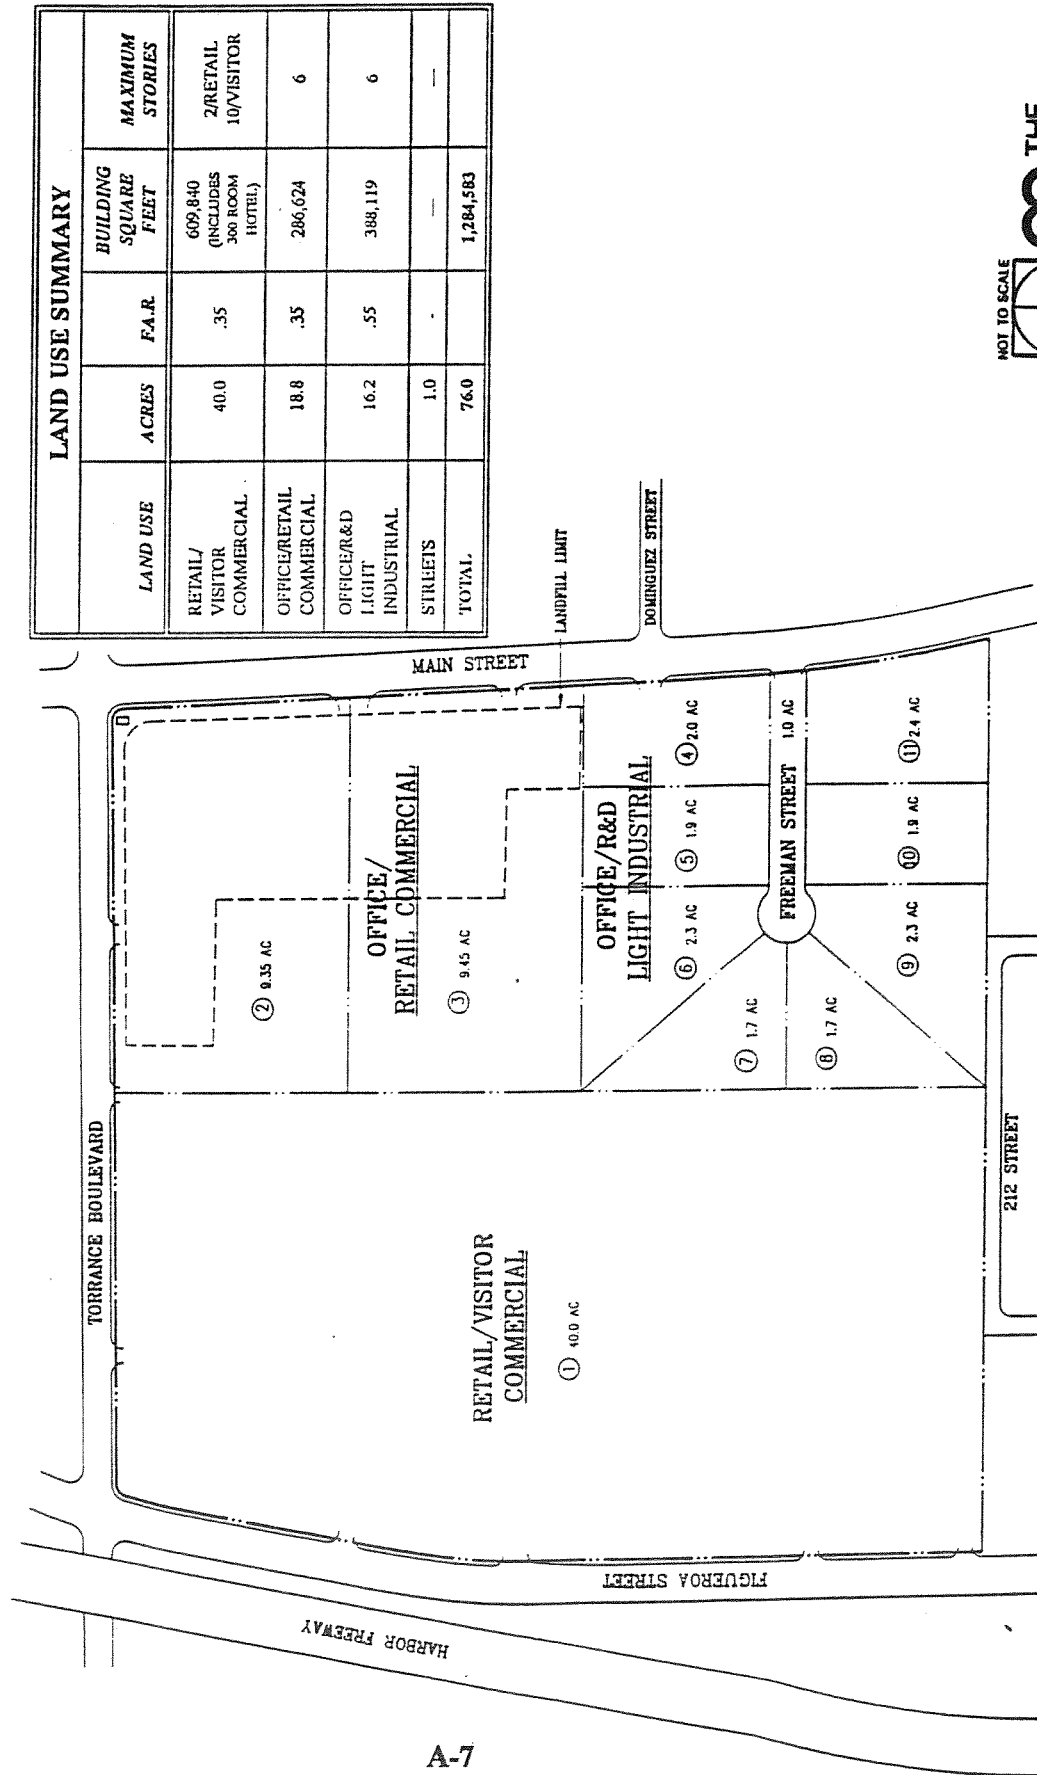 LAND USE SUMMARY
LAND USE ACRES F.A.R. BUILDING SQUARE FEET MAXIMUM STORIES
RETAIL/ VISITOR COMMERCIAL 40.0 .35 609,840 (INCLUDES 300 ROOM HOTEL) 2/RETAIL 10/VISITOR
OFFICE/RETAIL COMMERCIAL 18.8 .35 286,624 6
OFFICE/R&D LIGHT INDUSTRIAL 16.2 .55 388,119 6
STREETS 1.0 - — —
TOTAL 76.0 1,284,583
TORRANCE BOULEVARD
MAIN STREET
LANDFILL LIMIT
DOMINGUEZ STREET
2 9.35 AC
OFFICE/
RETAIL COMMERCIAL
3 9.45 AC
OFFICE/R&D
LIGHT INDUSTRIAL
4 2.0 AC
5 1.9 AC
6 2.3 AC
7 1.7 AC
8 1.7 AC
FREEMAN STREET 1.0 AC
9 2.3 AC
10 1.9 AC
11 2.4 AC
RETAIL/VISITOR
COMMERCIAL
1 40.0 AC
212 STREET
FIGUEROA STREET
HARBOR FREEWAY
NOT TO SCALE
THE
A-7